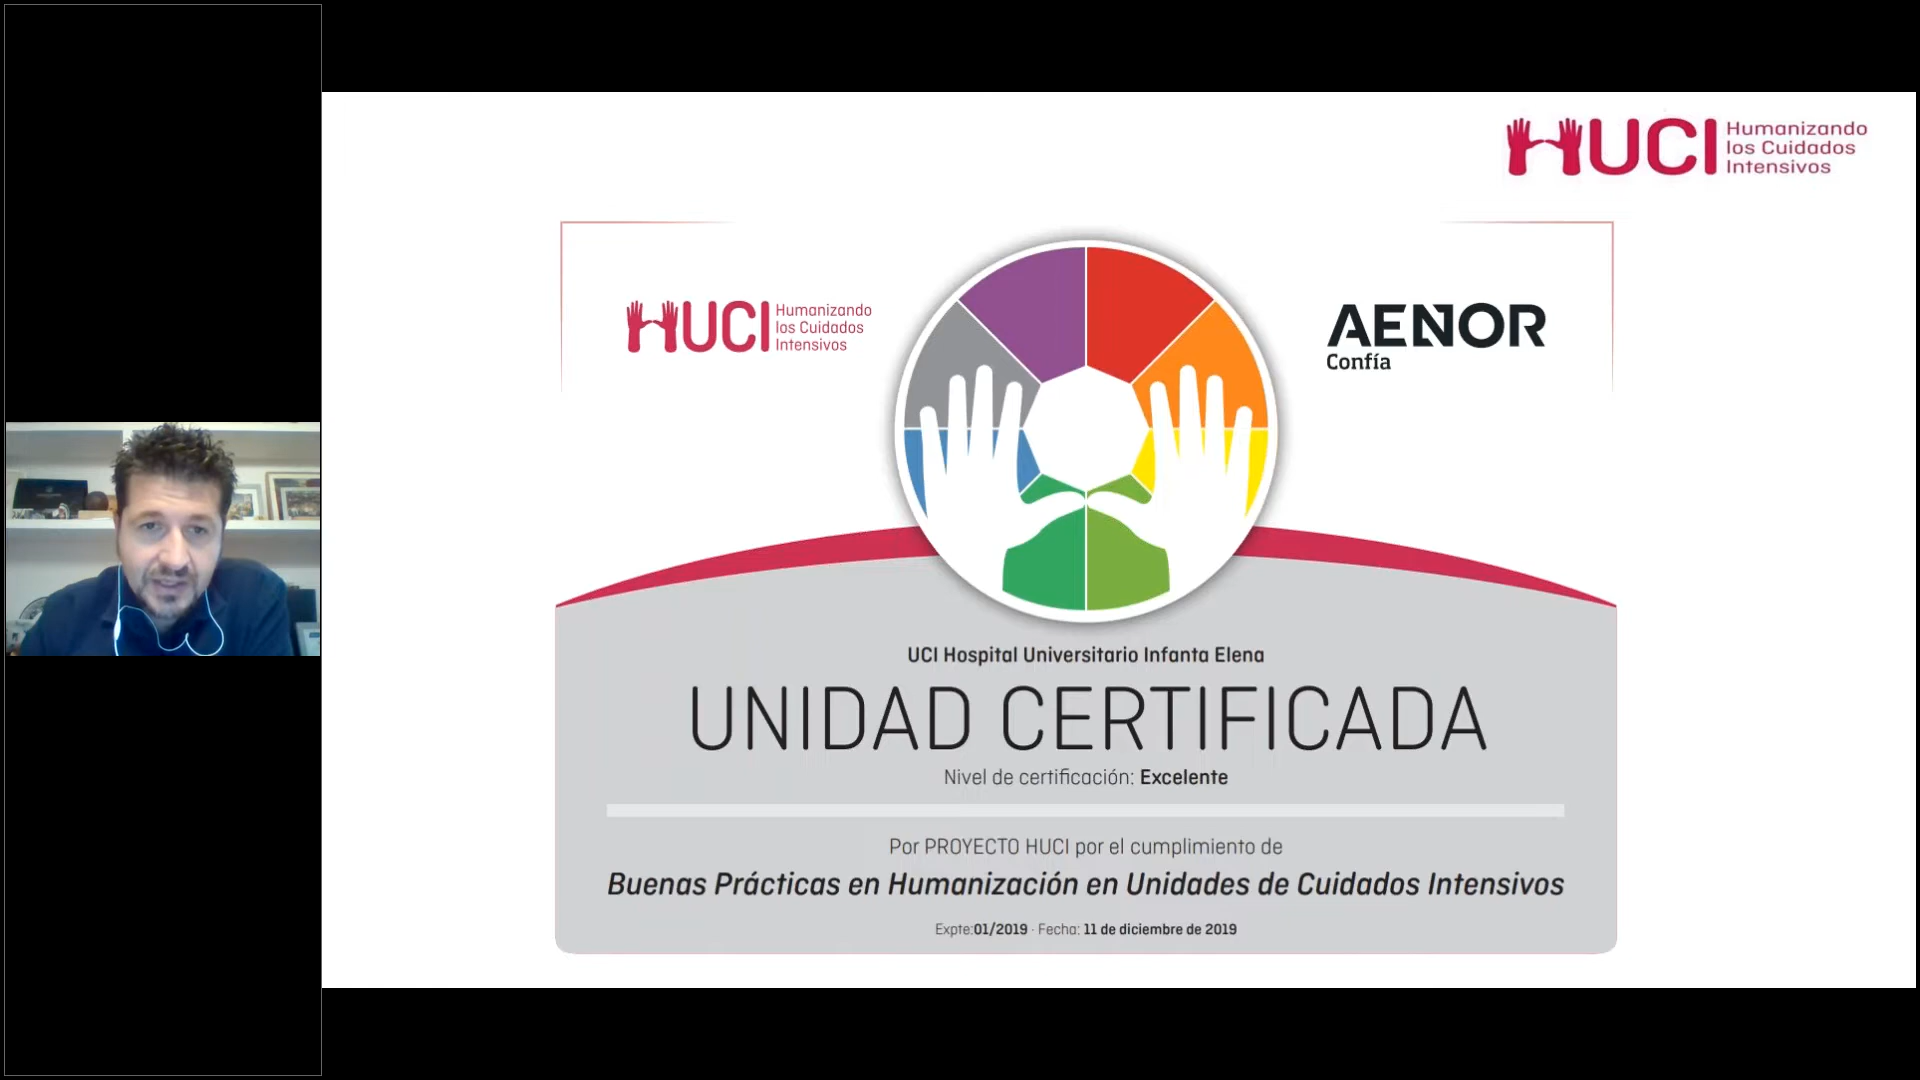 HUCI Humanizando
los Cuidados
Intensivos
HUCI Humanizando
los Cuidados
Intensivos
AENOR
Confía
UCI Hospital Universitario Infanta Elena
UNIDAD CERTIFICADA
Nivel de certificación: Excelente
Por PROYECTO HUCI por el cumplimiento de
Buenas Prácticas en Humanización en Unidades de Cuidados Intensivos
Expte:01/2019 · Fecha: 11 de diciembre de 2019